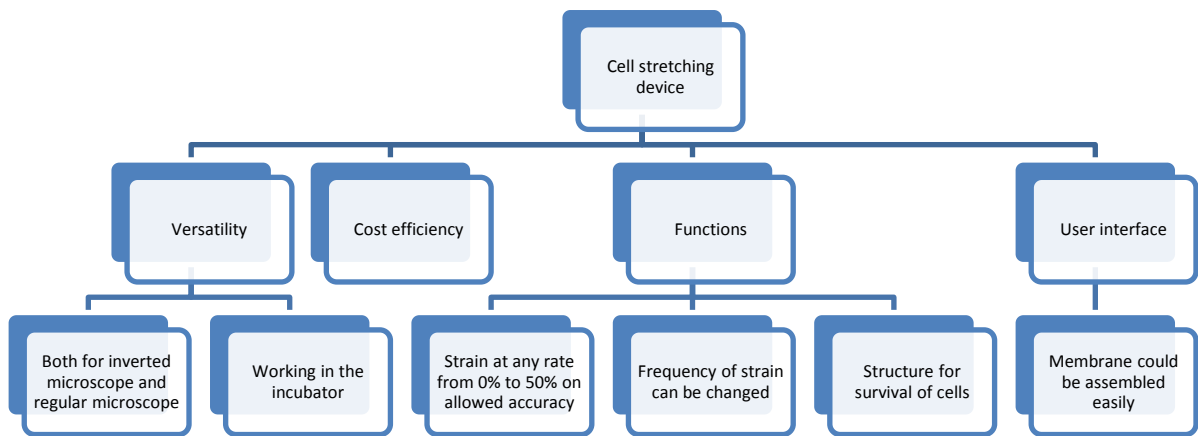 Cell stretching
device
Versatility
Cost efficiency
Functions
User interface
Both for inverted
microscope and
regular microscope
Working in the
incubator
Strain at any rate
from 0% to 50% on
allowed accuracy
Frequency of strain
can be changed
Structure for
survival of cells
Membrane could
be assembled
easily